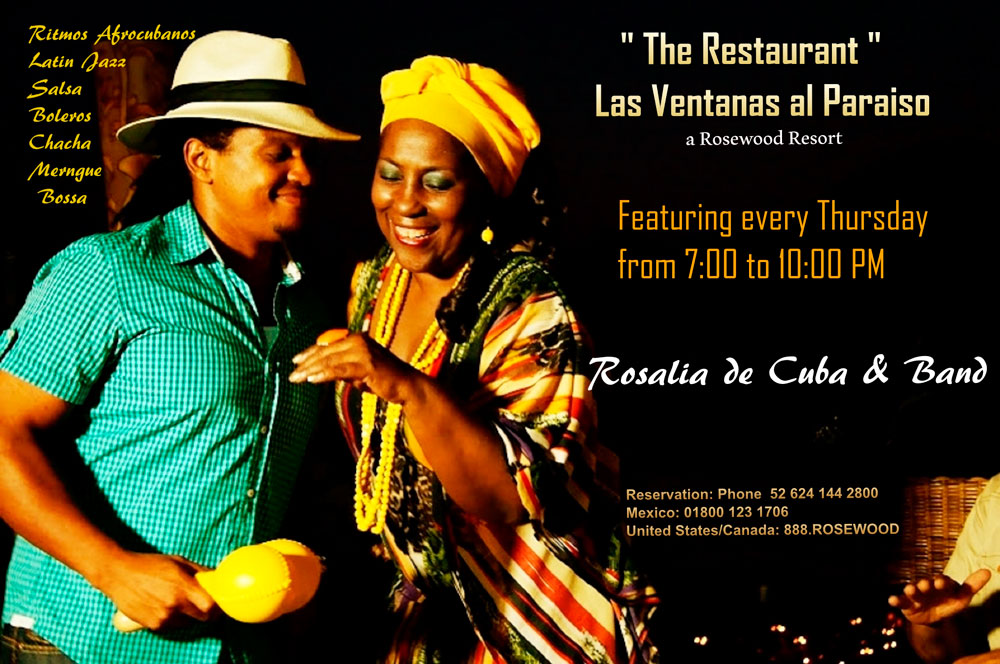 Ritmos Afrocubanos
Latin Jazz
Salsa
Boleros
Chacha
Merngue
Bossa
" The Restaurant "
Las Ventanas al Paraiso
a Rosewood Resort
Featuring every Thursday
from 7:00 to 10:00 PM
Rosalia de Cuba & Band
Reservation: Phone 52 624 144 2800
Mexico: 01800 123 1706
United States/Canada: 888.ROSEWOOD